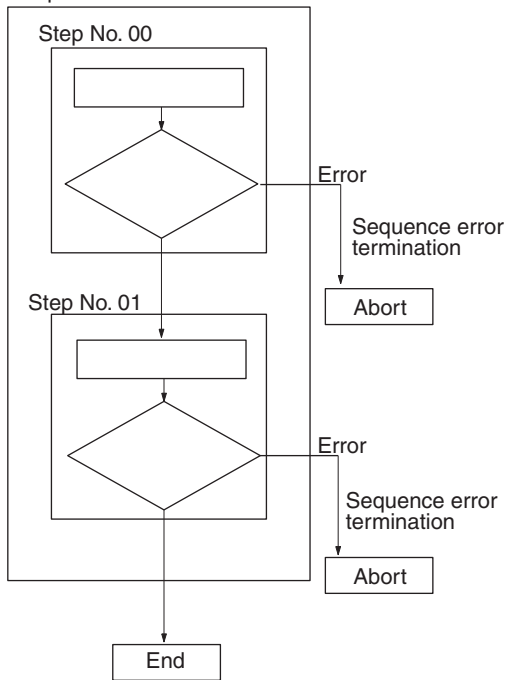 Step No. 00
Error
Sequence error
termination
Abort
Step No. 01
Error
Sequence error
termination
Abort
End